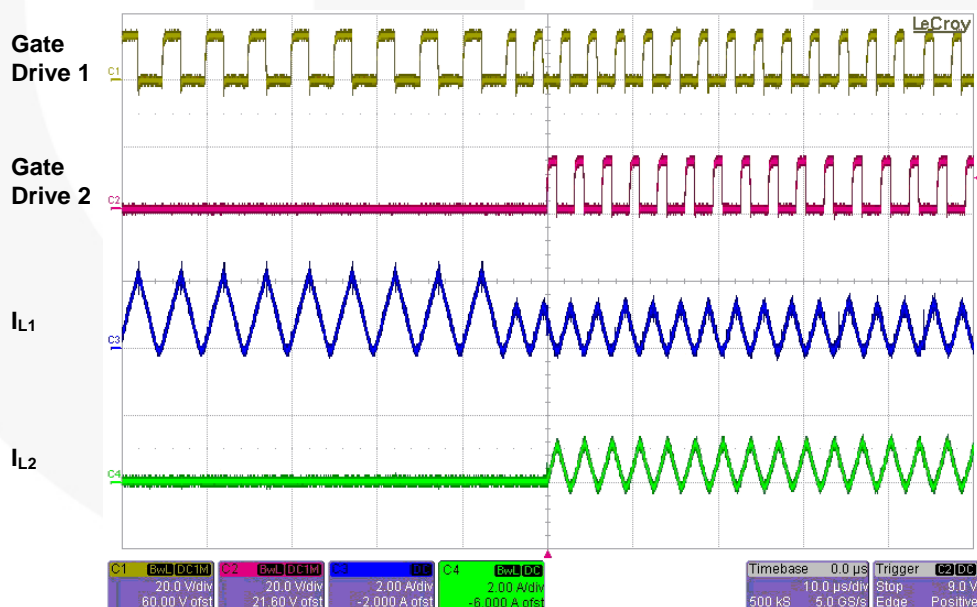 LeCroy
Gate
Drive 1
C1
Gate
Drive 2
C2
I_L1
C3
I_L2
C4
C1 BwL DC1M
20.0 V/div
60.00 V ofst
C2 BwL DC1M
20.0 V/div
21.60 V ofst
C3 DC
2.00 A/div
-2.000 A ofst
C4 BwL DC
2.00 A/div
-6.000 A ofst
Timebase 0.0 µs
10.0 µs/div
500 kS 5.0 GS/s
Trigger C2 DC
Stop 9.0 V
Edge Positive